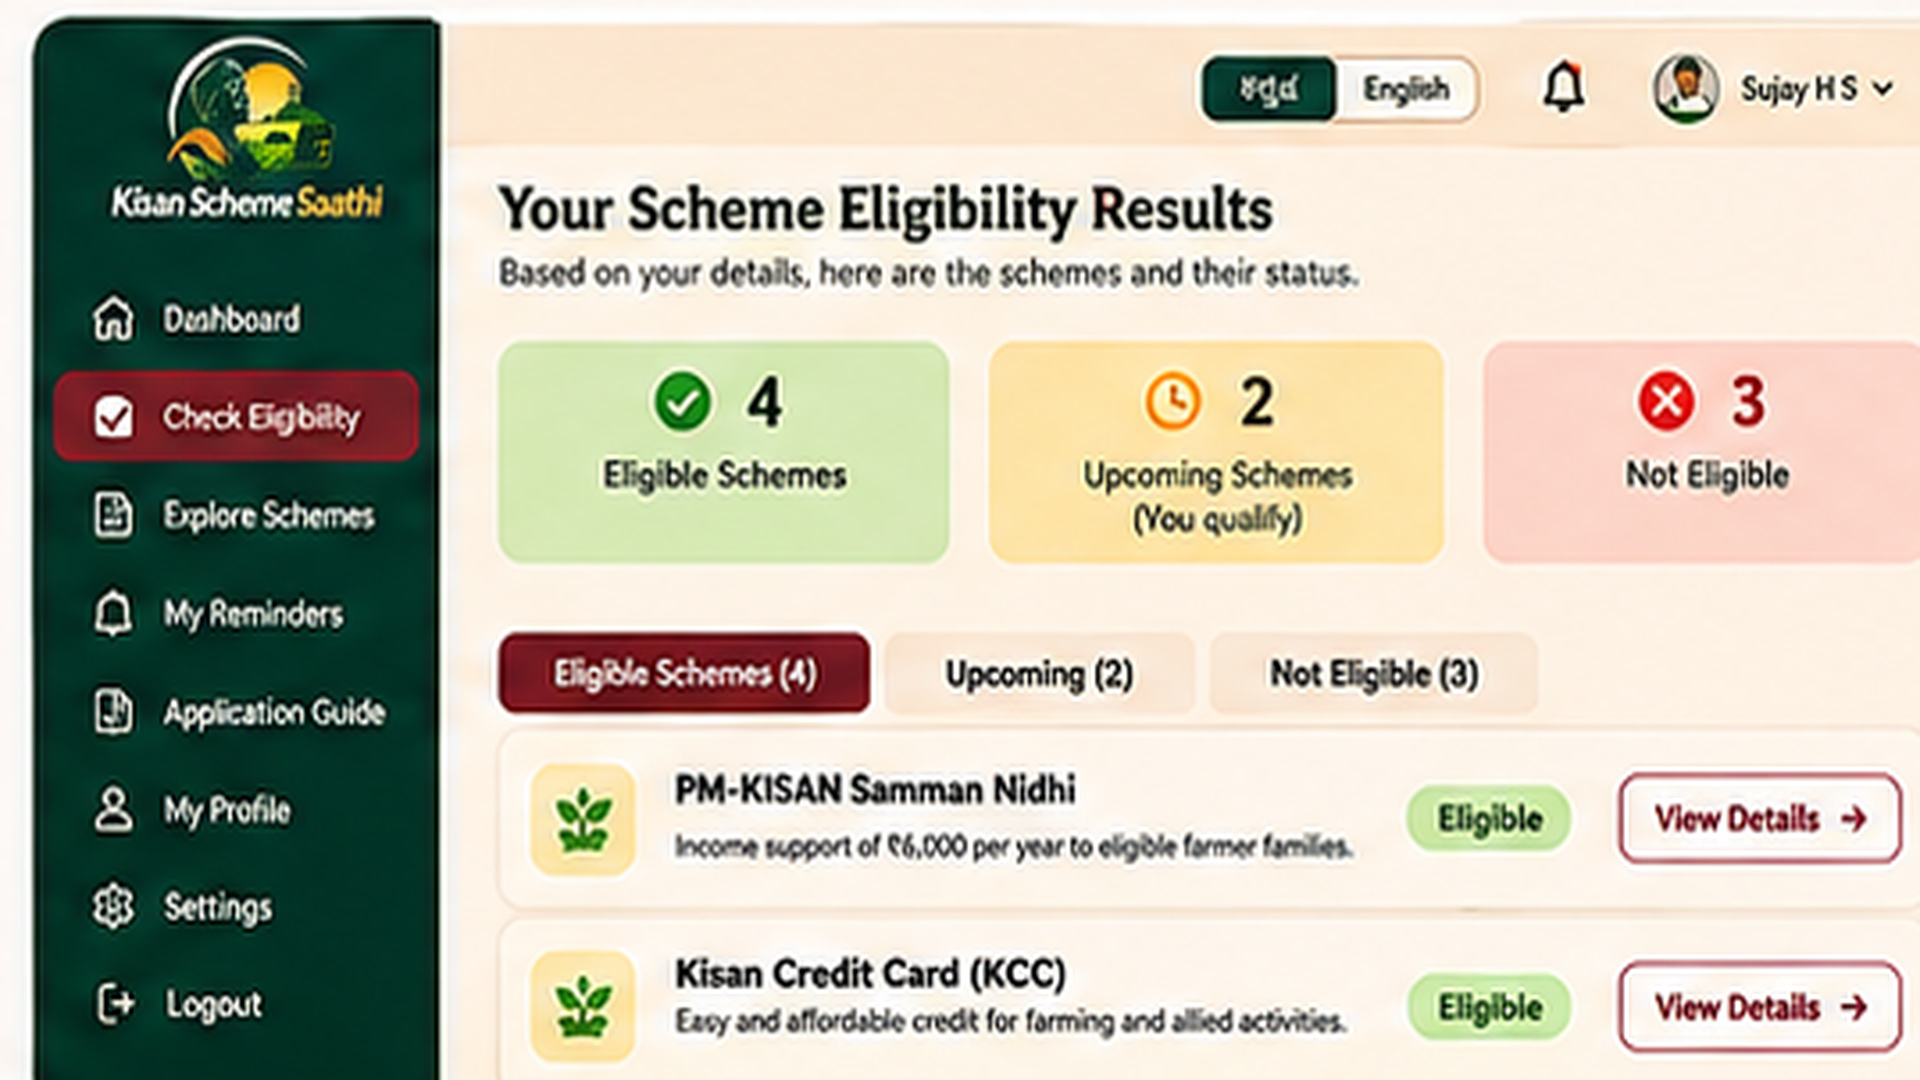 Kisan Scheme Saathi
Dashboard
Check Eligibility
Explore Schemes
My Reminders
Application Guide
My Profile
Settings
Logout
ಕನ್ನಡ English
Sujay H S
Your Scheme Eligibility Results
Based on your details, here are the schemes and their status.
4
Eligible Schemes
2
Upcoming Schemes
(You qualify)
3
Not Eligible
Eligible Schemes (4)
Upcoming (2)
Not Eligible (3)
PM-KISAN Samman Nidhi
Income support of ₹6,000 per year to eligible farmer families.
Eligible
View Details →
Kisan Credit Card (KCC)
Easy and affordable credit for farming and allied activities.
Eligible
View Details →